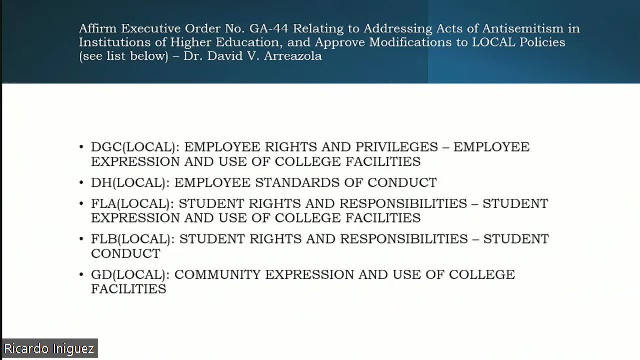 Affirm Executive Order No. GA-44 Relating to Addressing Acts of Antisemitism in
Institutions of Higher Education, and Approve Modifications to LOCAL Policies
(see list below) – Dr. David V. Arreazola
• DGC(LOCAL): EMPLOYEE RIGHTS AND PRIVILEGES – EMPLOYEE
EXPRESSION AND USE OF COLLEGE FACILITIES
• DH(LOCAL): EMPLOYEE STANDARDS OF CONDUCT
• FLA(LOCAL): STUDENT RIGHTS AND RESPONSIBILITIES – STUDENT
EXPRESSION AND USE OF COLLEGE FACILITIES
• FLB(LOCAL): STUDENT RIGHTS AND RESPONSIBILITIES – STUDENT
CONDUCT
• GD(LOCAL): COMMUNITY EXPRESSION AND USE OF COLLEGE
FACILITIES
Ricardo Iniguez